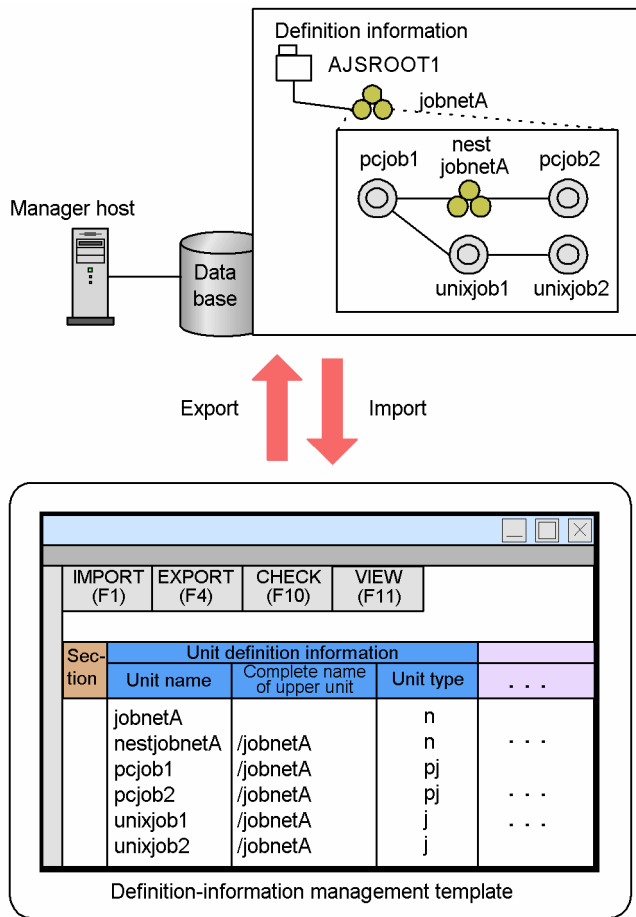 Definition information
AJSROOT1
jobnetA
nest
jobnetA
pcjob1
pcjob2
unixjob1
unixjob2
Manager host
Data
base
Export
Import
IMPORT
(F1)
EXPORT
(F4)
CHECK
(F10)
VIEW
(F11)
Sec-
tion
Unit definition information
Unit name
Complete name
of upper unit
Unit type
. . .
jobnetA n
nestjobnetA /jobnetA n . . .
pcjob1 /jobnetA pj
pcjob2 /jobnetA pj . . .
unixjob1 /jobnetA j . . .
unixjob2 /jobnetA j
Definition-information management template